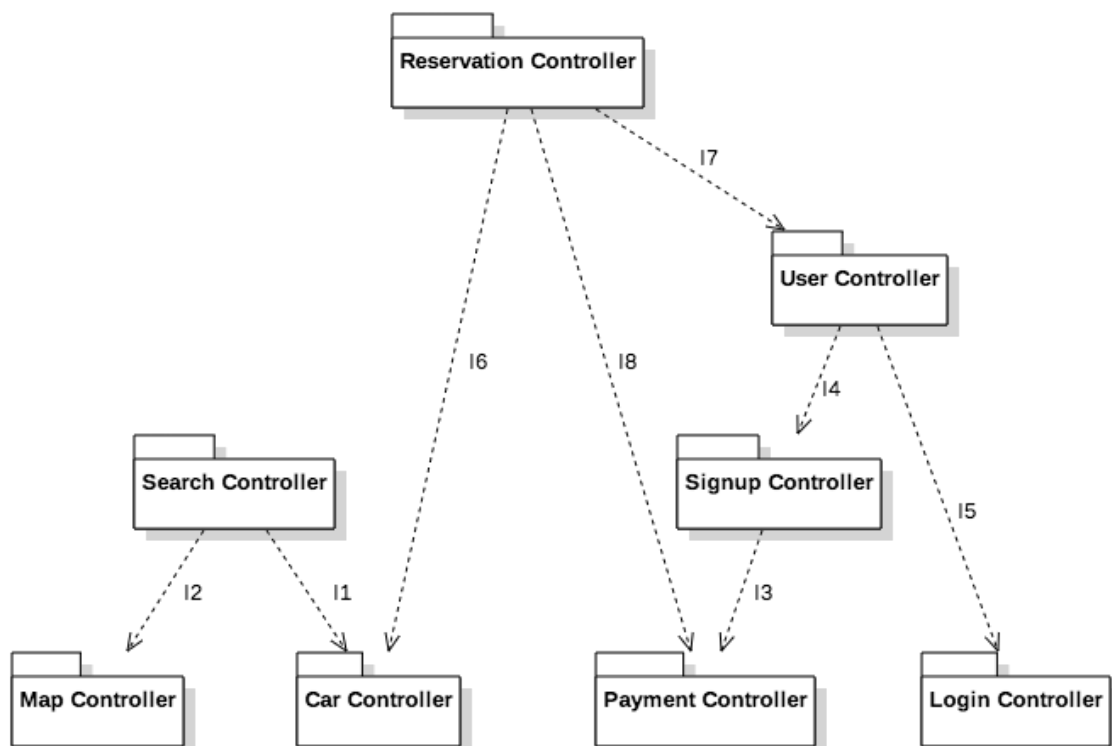 Reservation Controller
I7
User Controller
I6
I8
I4
Search Controller
Signup Controller
I5
I2
I1
I3
Map Controller
Car Controller
Payment Controller
Login Controller